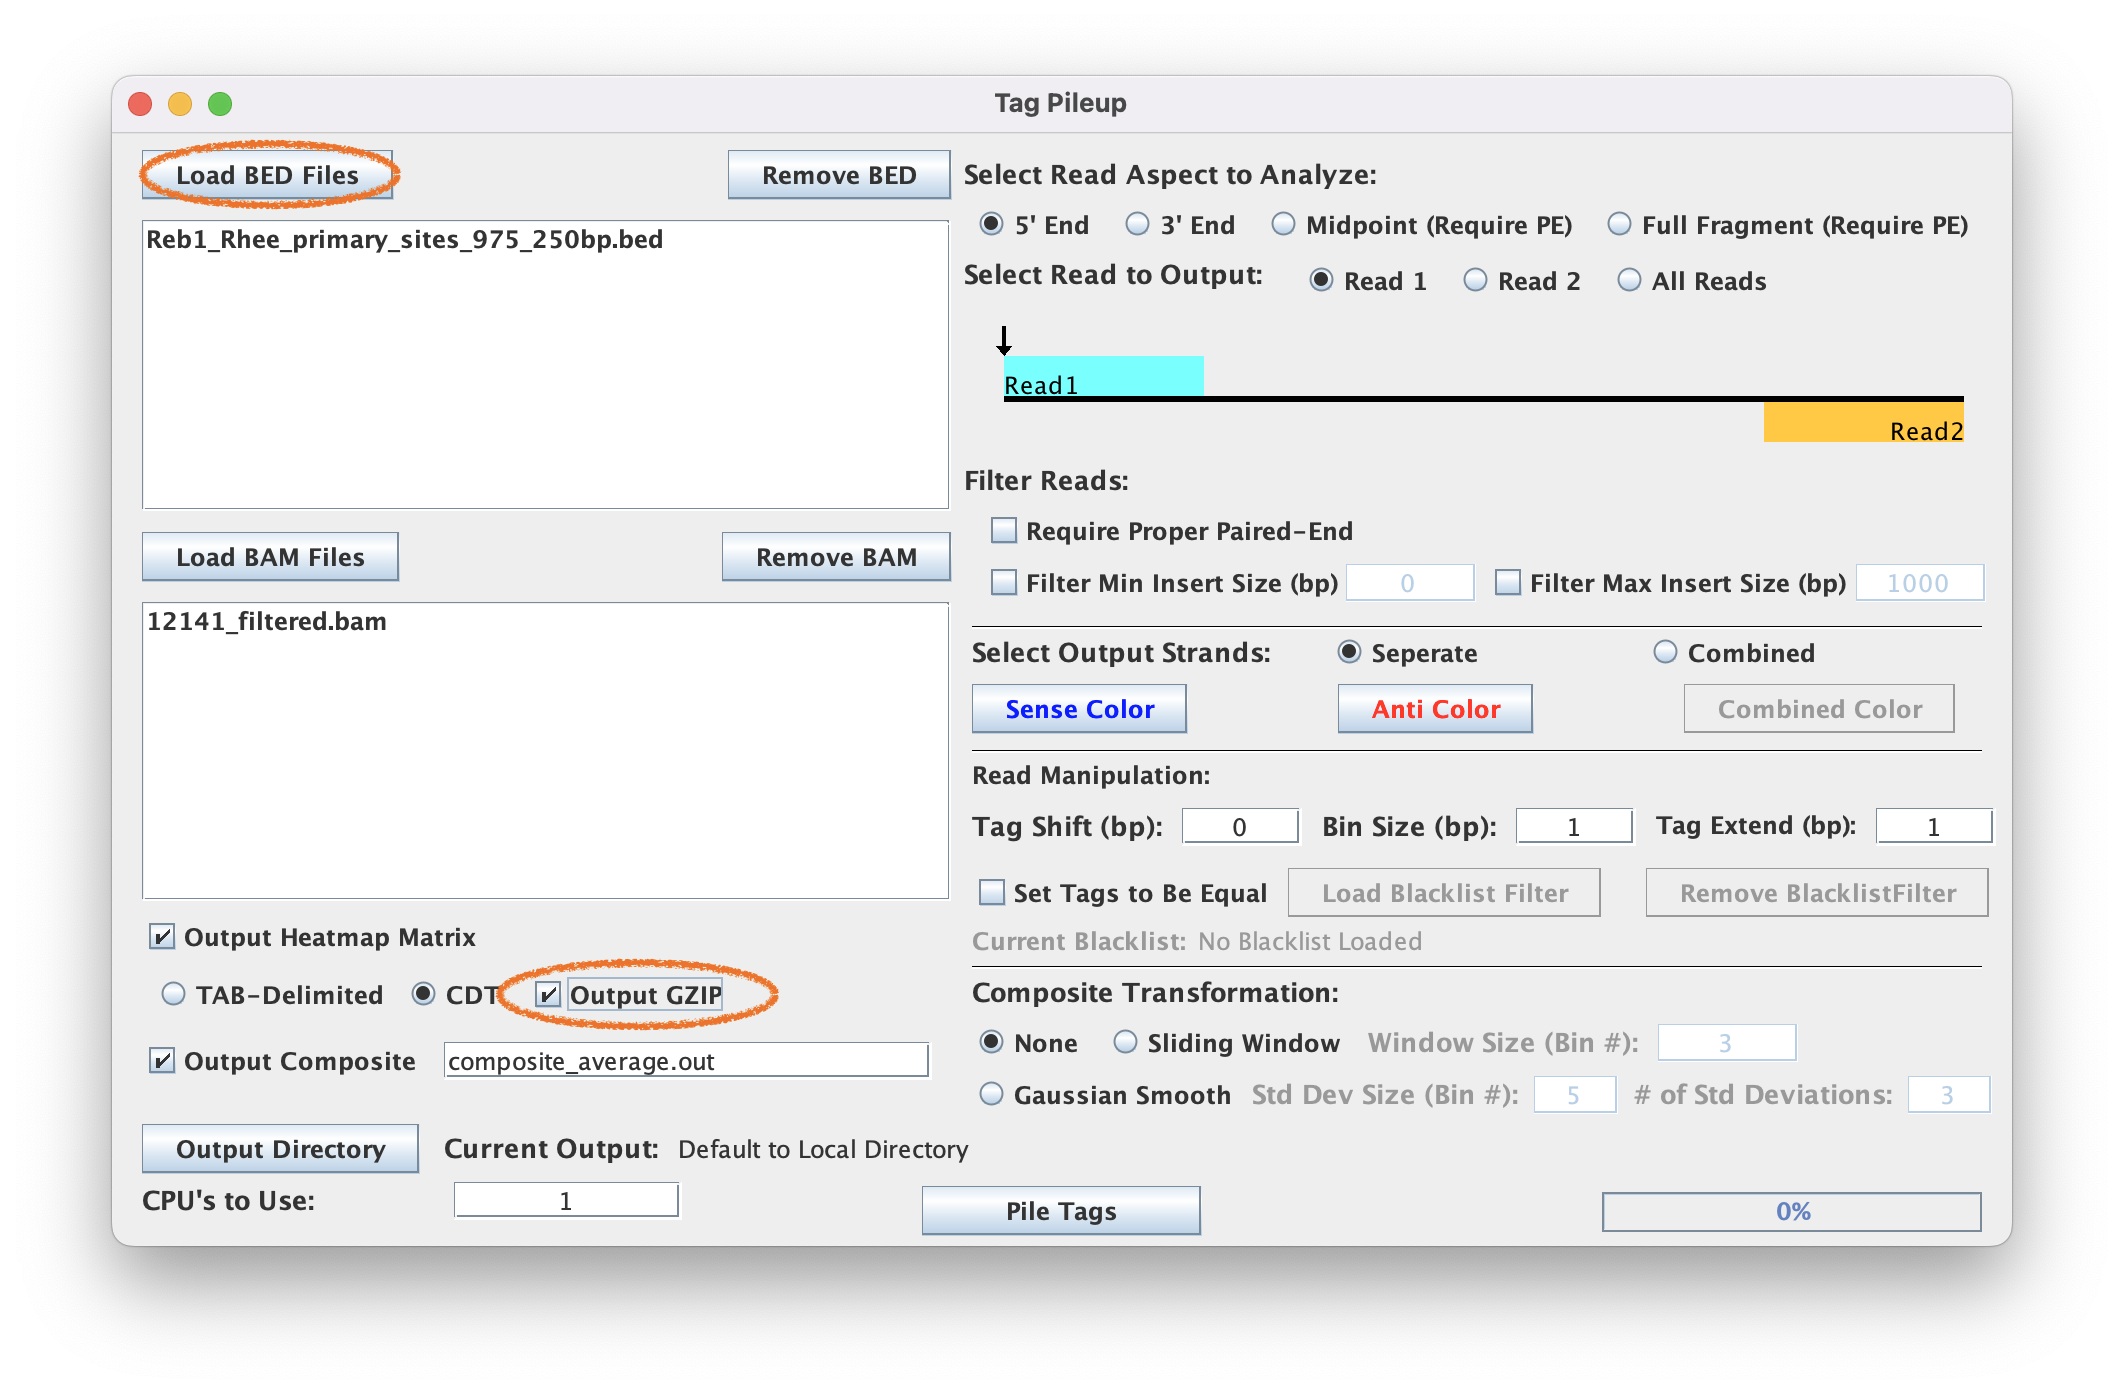 Tag Pileup
Load BED Files
Remove BED
Reb1_Rhee_primary_sites_975_250bp.bed
Load BAM Files
Remove BAM
12141_filtered.bam
Output Heatmap Matrix
TAB-Delimited CDT Output GZIP
Output Composite composite_average.out
Output Directory Current Output: Default to Local Directory
CPU's to Use: 1
Pile Tags
Select Read Aspect to Analyze:
5' End 3' End Midpoint (Require PE) Full Fragment (Require PE)
Select Read to Output: Read 1 Read 2 All Reads
Read1
Read2
Filter Reads:
Require Proper Paired-End
Filter Min Insert Size (bp) 0 Filter Max Insert Size (bp) 1000
Select Output Strands: Seperate Combined
Sense Color Anti Color Combined Color
Read Manipulation:
Tag Shift (bp): 0 Bin Size (bp): 1 Tag Extend (bp): 1
Set Tags to Be Equal Load Blacklist Filter Remove BlacklistFilter
Current Blacklist: No Blacklist Loaded
Composite Transformation:
None Sliding Window Window Size (Bin #): 3
Gaussian Smooth Std Dev Size (Bin #): 5 # of Std Deviations: 3
0%